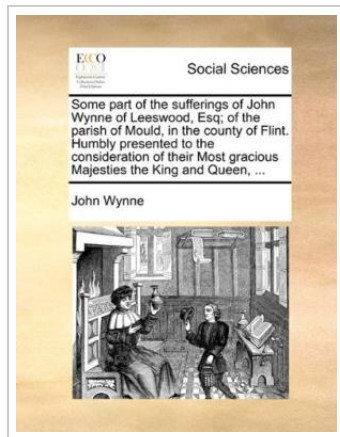 ECCO
Social Sciences
Some part of the sufferings of John
Wynne of Leeswood, Esq; of the
parish of Mould, in the county of Flint.
Humbly presented to the
consideration of their Most gracious
Majesties the King and Queen, ...
John Wynne